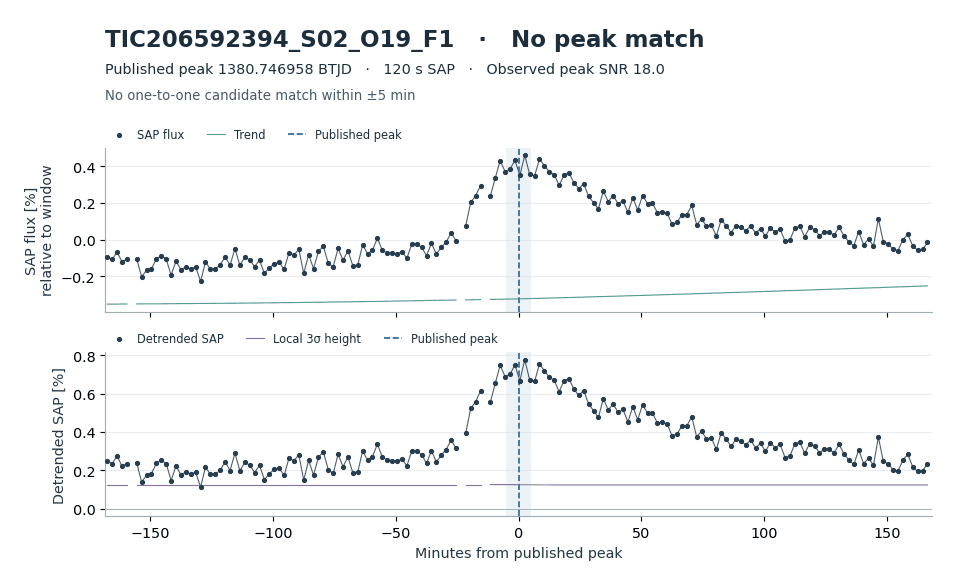 TIC206592394_S02_O19_F1 · No peak match
Published peak 1380.746958 BTJD · 120 s SAP · Observed peak SNR 18.0
No one-to-one candidate match within ±5 min
SAP flux Trend Published peak
SAP flux [%]
relative to window
0.4
0.2
0.0
−0.2
Detrended SAP Local 3σ height Published peak
Detrended SAP [%]
0.8
0.6
0.4
0.2
0.0
−150 −100 −50 0 50 100 150
Minutes from published peak